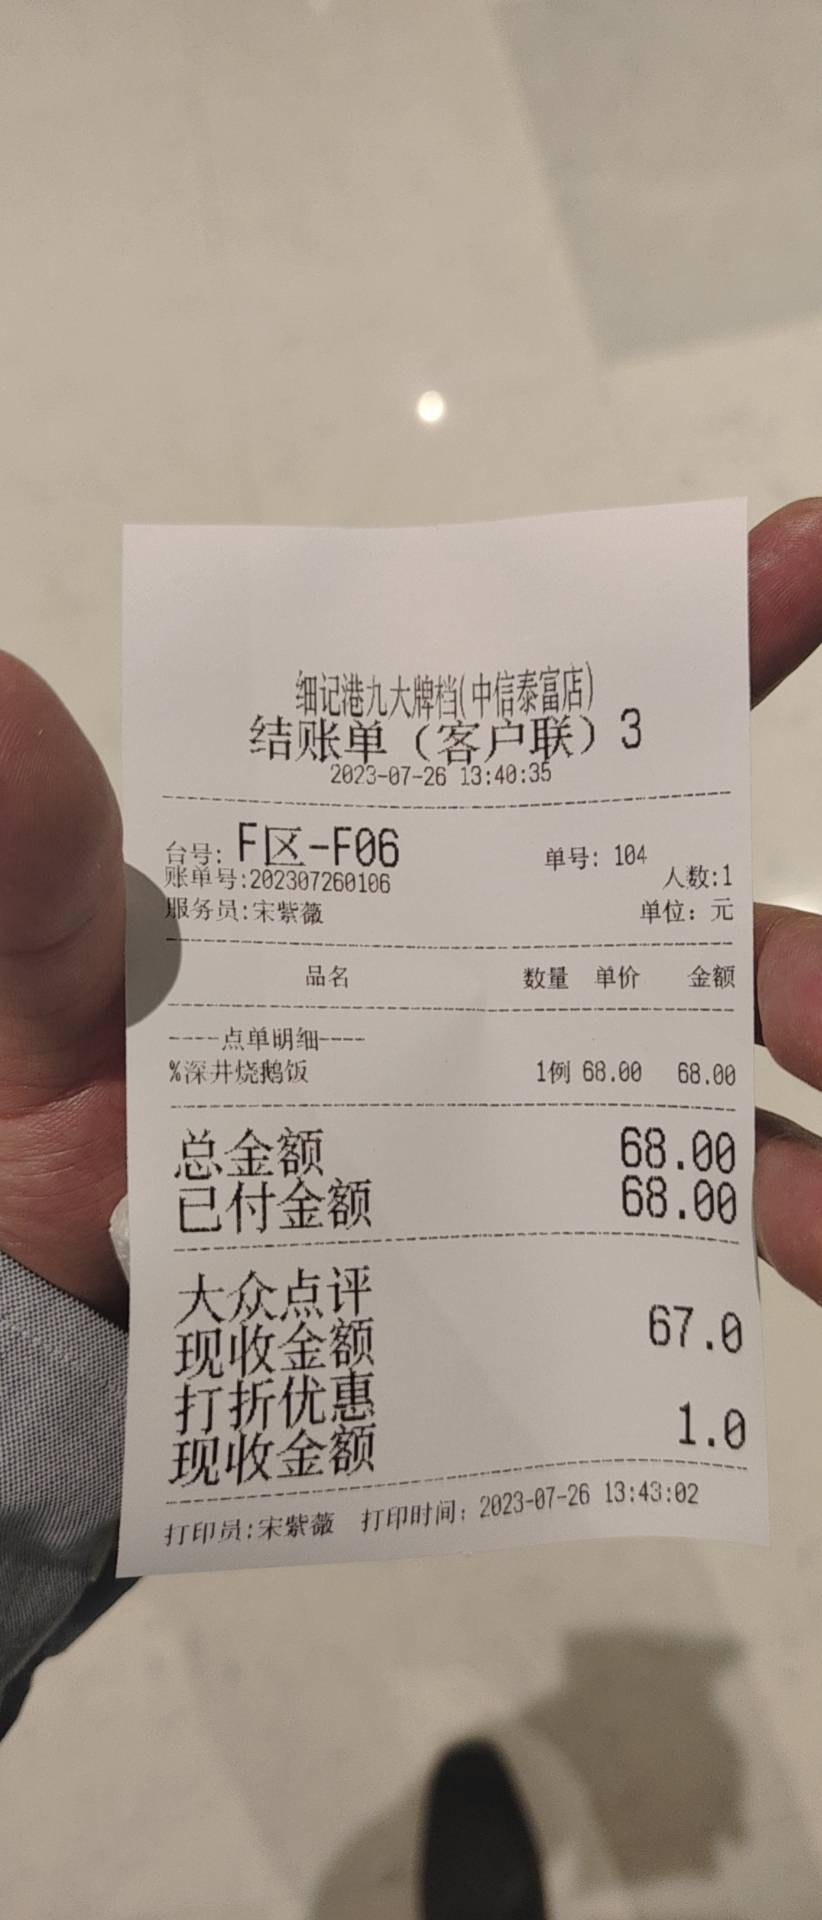 细记港九大牌档(中信泰富店)
结账单（客户联）3
2023-07-26 13:40:35
台号: F区-F06 单号: 104
账单号:202307260106 人数:1
服务员:宋紫薇 单位: 元
品名 数量 单价 金额
----点单明细----
%深井烧鹅饭 1例 68.00 68.00
总金额 68.00
已付金额 68.00
大众点评
现收金额 67.0
打折优惠
现收金额 1.0
打印员:宋紫薇 打印时间: 2023-07-26 13:43:02